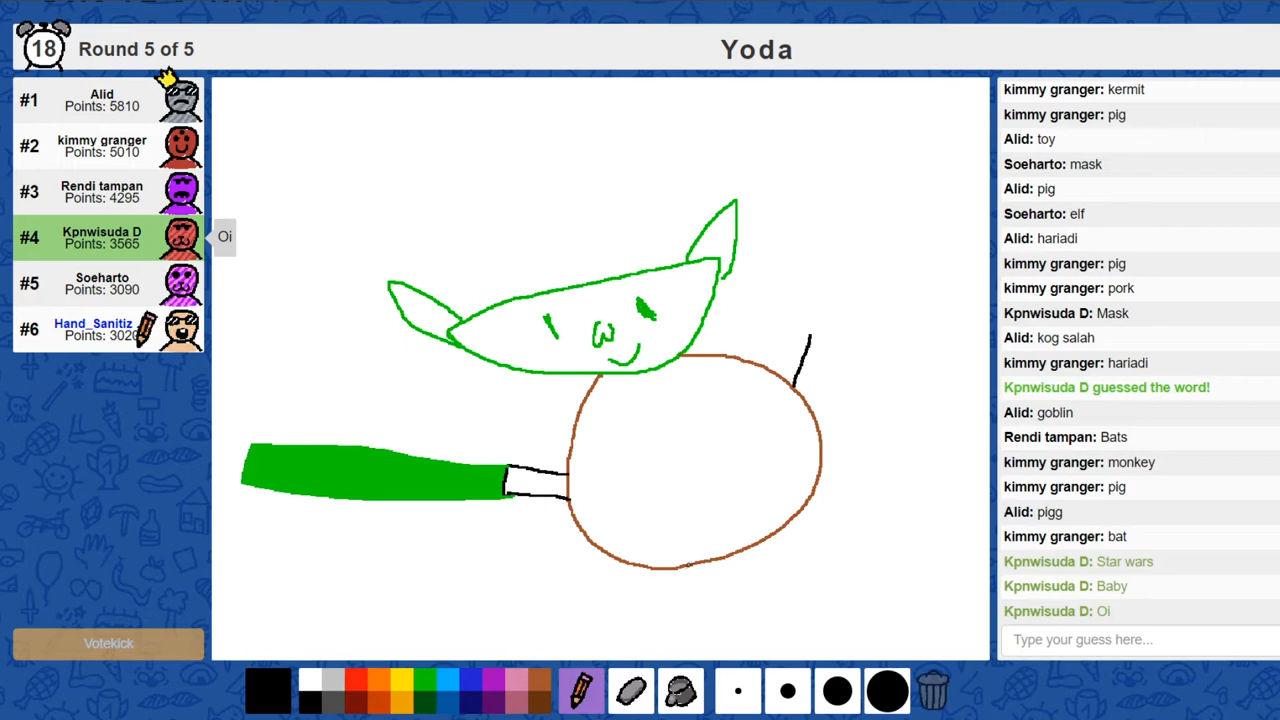 18
Round 5 of 5
Yoda
#1 Alid
Points: 5810
#2 kimmy granger
Points: 5010
#3 Rendi tampan
Points: 4295
#4 Kpnwisuda D
Points: 3565
Oi
#5 Soeharto
Points: 3090
#6 Hand_Sanitiz
Points: 3020
Votekick
kimmy granger: kermit
kimmy granger: pig
Alid: toy
Soeharto: mask
Alid: pig
Soeharto: elf
Alid: hariadi
kimmy granger: pig
kimmy granger: pork
Kpnwisuda D: Mask
Alid: kog salah
kimmy granger: hariadi
Kpnwisuda D guessed the word!
Alid: goblin
Rendi tampan: Bats
kimmy granger: monkey
kimmy granger: pig
Alid: pigg
kimmy granger: bat
Kpnwisuda D: Star wars
Kpnwisuda D: Baby
Kpnwisuda D: Oi
Type your guess here...